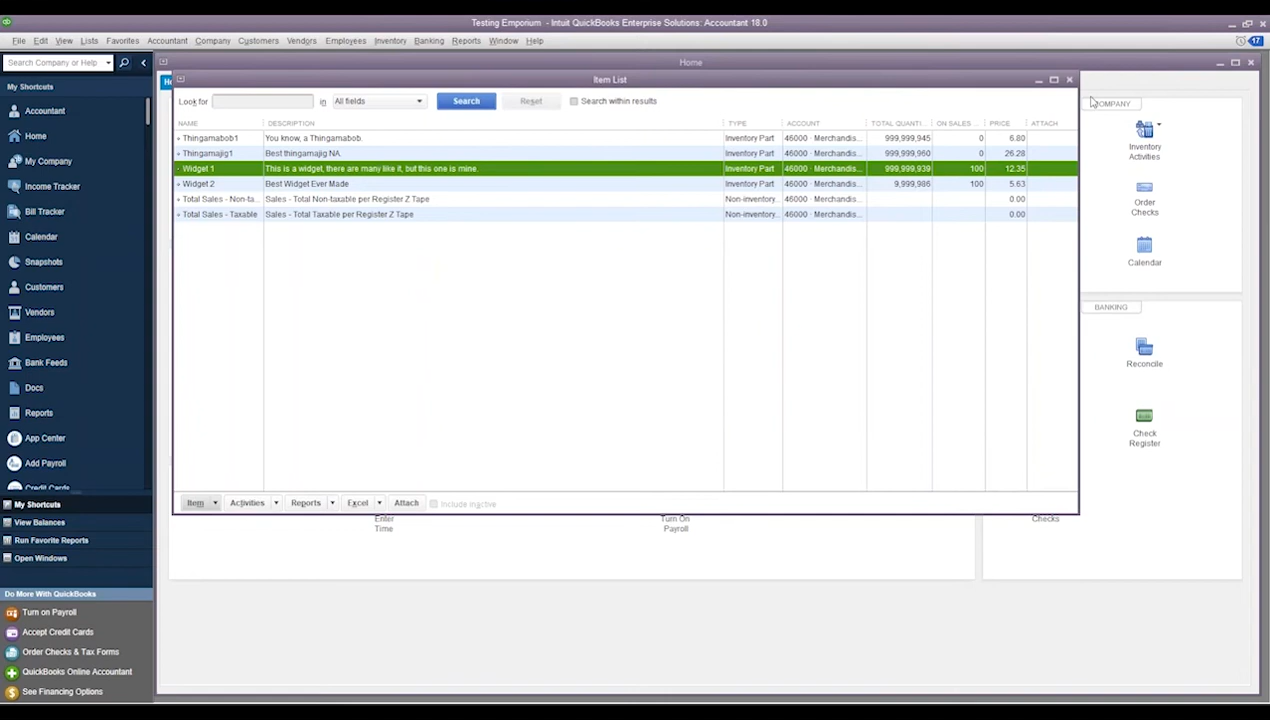 Testing Emporium - Intuit QuickBooks Enterprise Solutions: Accountant 18.0
File Edit View Lists Favorites Accountant Company Customers Vendors Employees Inventory Banking Reports Window Help
17
Search Company or Help
Home
My Shortcuts
Accountant
Home
My Company
Income Tracker
Bill Tracker
Calendar
Snapshots
Customers
Vendors
Employees
Bank Feeds
Docs
Reports
App Center
Add Payroll
Credit Cards
My Shortcuts
View Balances
Run Favorite Reports
Open Windows
Do More With QuickBooks
Turn on Payroll
Accept Credit Cards
Order Checks & Tax Forms
QuickBooks Online Accountant
See Financing Options
Item List
Look for in All fields Search Reset Search within results
NAME DESCRIPTION TYPE ACCOUNT TOTAL QUANTI... ON SALES ... PRICE ATTACH
Thingamabob1 You know, a Thingamabob. Inventory Part 46000 · Merchandis... 999,999,945 0 6.80
Thingamajig1 Best thingamajig NA. Inventory Part 46000 · Merchandis... 999,999,960 0 26.28
Widget 1 This is a widget, there are many like it, but this one is mine. Inventory Part 46000 · Merchandis... 999,999,939 100 12.35
Widget 2 Best Widget Ever Made Inventory Part 46000 · Merchandis... 9,999,986 100 5.63
Total Sales - Non-ta... Sales - Total Non-taxable per Register Z Tape Non-inventory... 46000 · Merchandis... 0.00
Total Sales - Taxable Sales - Total Taxable per Register Z Tape Non-inventory... 46000 · Merchandis... 0.00
Item Activities Reports Excel Attach Include inactive
Enter
Time
Turn On
Payroll
Checks
COMPANY
Inventory
Activities
Order
Checks
Calendar
BANKING
Reconcile
Check
Register